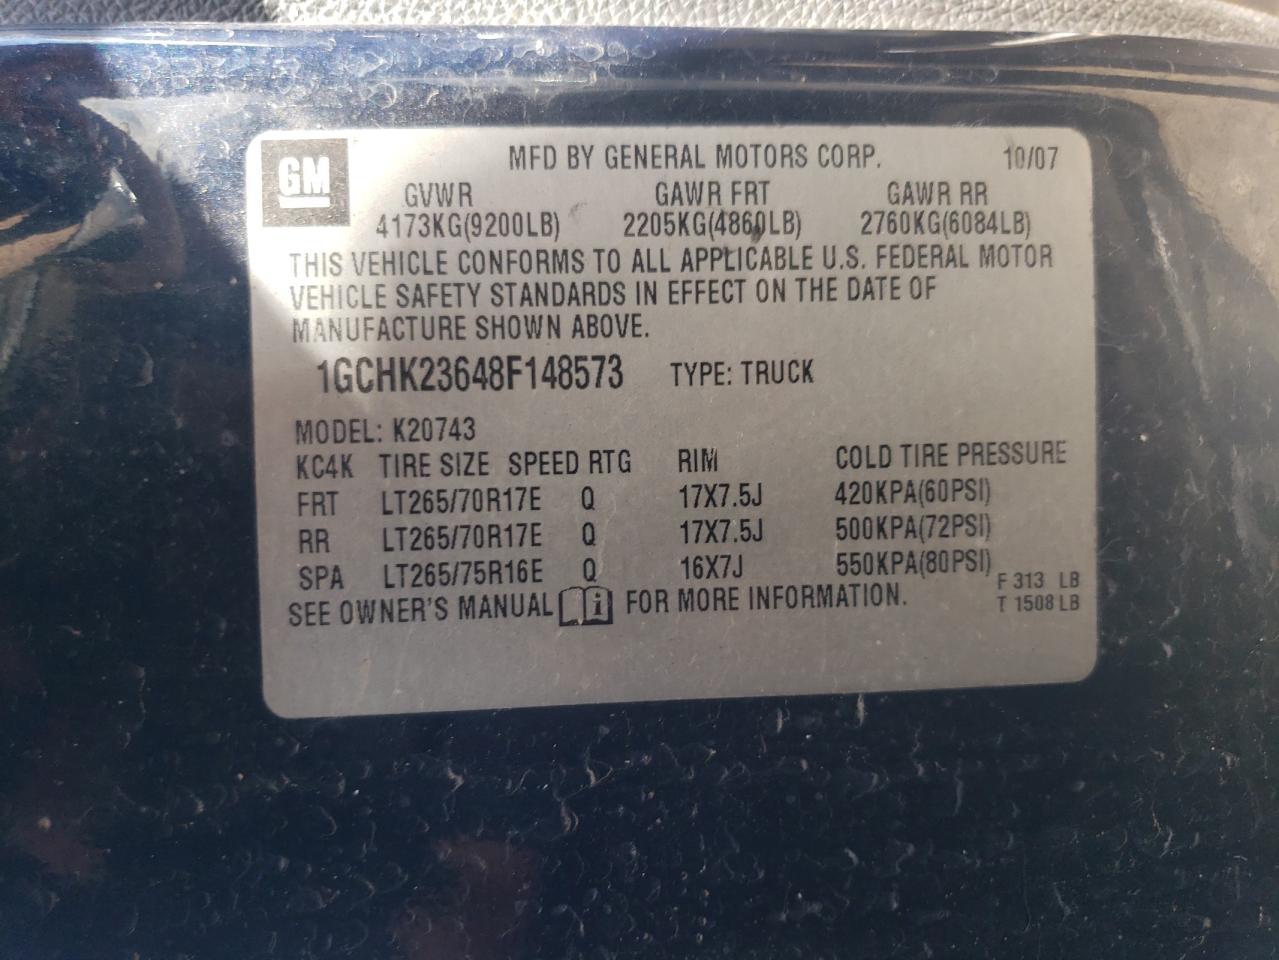 GM MFD BY GENERAL MOTORS CORP. 10/07
GVWR GAWR FRT GAWR RR
4173KG(9200LB) 2205KG(4860LB) 2760KG(6084LB)
THIS VEHICLE CONFORMS TO ALL APPLICABLE U.S. FEDERAL MOTOR
VEHICLE SAFETY STANDARDS IN EFFECT ON THE DATE OF
MANUFACTURE SHOWN ABOVE.
1GCHK23648F148573 TYPE: TRUCK
MODEL: K20743
KC4K TIRE SIZE SPEED RTG RIM COLD TIRE PRESSURE
FRT LT265/70R17E Q 17X7.5J 420KPA(60PSI)
RR LT265/70R17E Q 17X7.5J 500KPA(72PSI)
SPA LT265/75R16E Q 16X7J 550KPA(80PSI)
F 313 LB
SEE OWNER'S MANUAL i FOR MORE INFORMATION. T 1508 LB